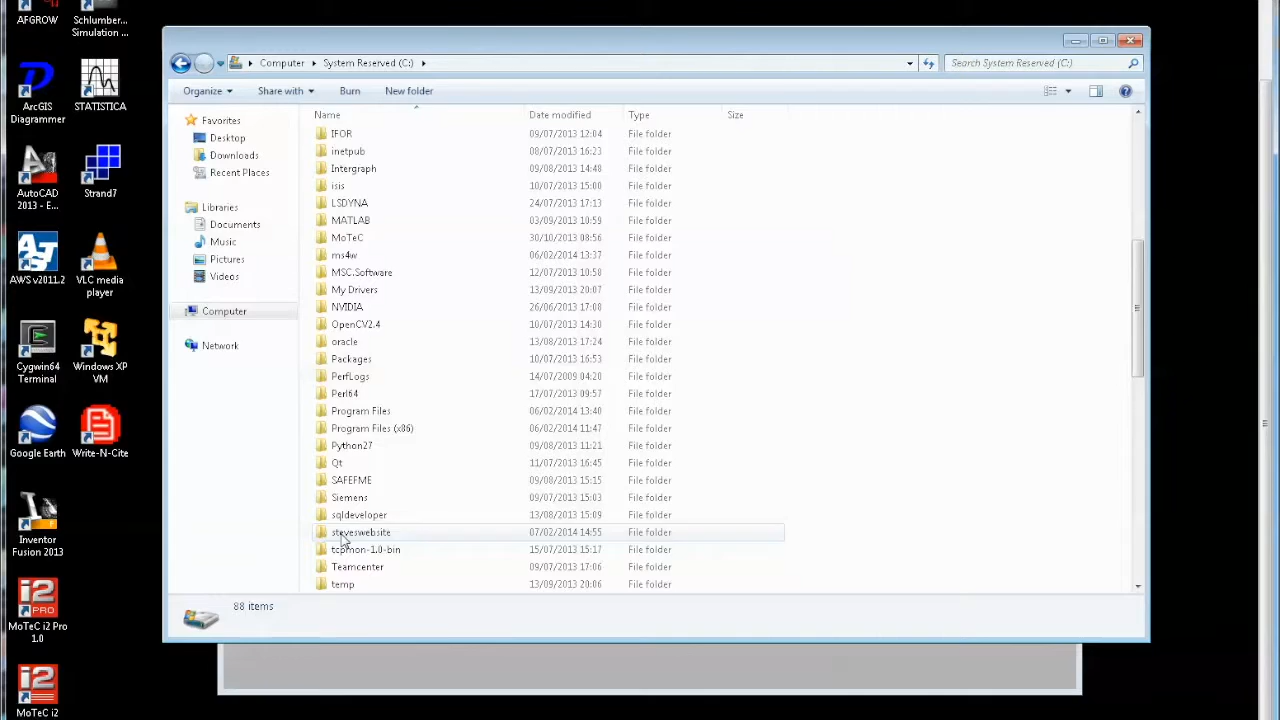 AFGROW
Schlumber...
Simulation ...
ArcGIS
Diagrammer
STATISTICA
AutoCAD
2013 - E...
Strand7
AWS v2011.2
VLC media
player
Cygwin64
Terminal
Windows XP
VM
Google Earth
Write-N-Cite
Inventor
Fusion 2013
i2
PRO
MoTeC i2 Pro
1.0
i2
MoTeC i2
Computer
System Reserved (C:)
Search System Reserved (C:)
Organize
Share with
Burn
New folder
Favorites
Desktop
Downloads
Recent Places
Libraries
Documents
Music
Pictures
Videos
Computer
Network
Name Date modified Type Size
IFOR 09/07/2013 12:04 File folder
inetpub 08/07/2013 16:23 File folder
Intergraph 09/08/2013 14:48 File folder
isis 10/07/2013 15:00 File folder
LSDYNA 24/07/2013 17:13 File folder
MATLAB 03/09/2013 10:59 File folder
MoTeC 30/10/2013 08:56 File folder
ms4w 06/02/2014 13:37 File folder
MSC.Software 12/07/2013 10:58 File folder
My Drivers 13/09/2013 20:07 File folder
NVIDIA 26/06/2013 17:08 File folder
OpenCV2.4 10/07/2013 14:30 File folder
oracle 13/08/2013 17:24 File folder
Packages 10/07/2013 16:53 File folder
PerfLogs 14/07/2009 04:20 File folder
Perl64 17/07/2013 09:57 File folder
Program Files 06/02/2014 13:40 File folder
Program Files (x86) 06/02/2014 11:47 File folder
Python27 09/08/2013 11:21 File folder
Qt 11/07/2013 16:45 File folder
SAFEFME 09/08/2013 15:15 File folder
Siemens 09/07/2013 15:03 File folder
sqldeveloper 13/08/2013 15:09 File folder
steveswebsite 07/02/2014 14:55 File folder
tcpmon-1.0-bin 15/07/2013 15:17 File folder
Teamcenter 09/07/2013 17:06 File folder
temp 13/09/2013 20:06 File folder
88 items